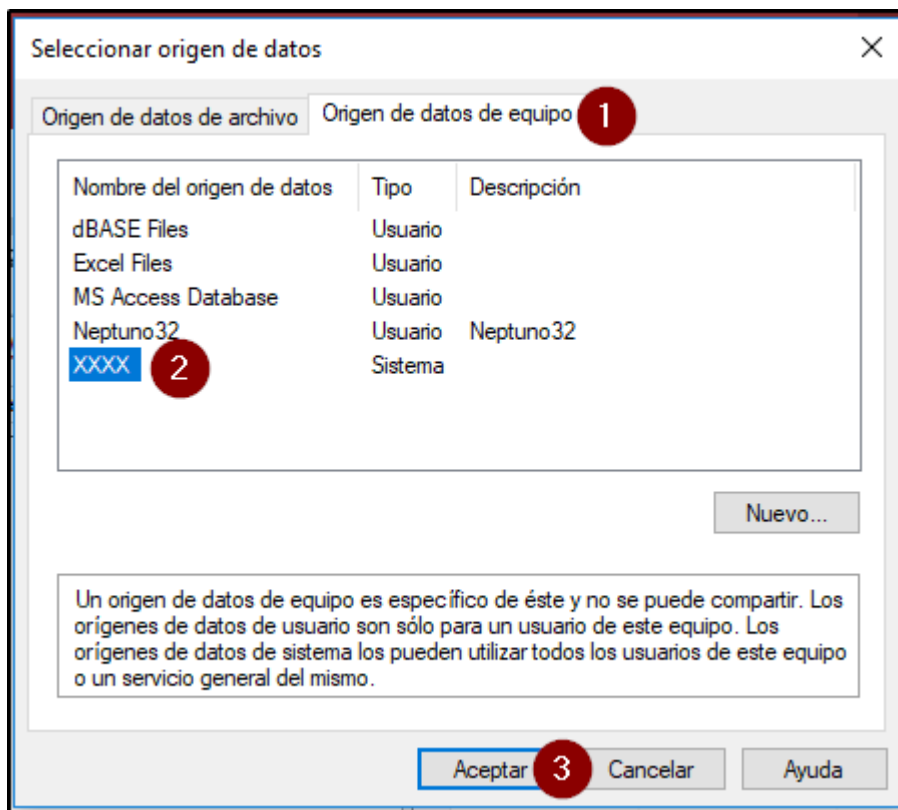 Seleccionar origen de datos
Origen de datos de archivo Origen de datos de equipo 1
Nombre del origen de datos Tipo Descripción
dBASE Files Usuario
Excel Files Usuario
MS Access Database Usuario
Neptuno32 Usuario Neptuno32
XXXX 2 Sistema
Nuevo...
Un origen de datos de equipo es específico de éste y no se puede compartir. Los
orígenes de datos de usuario son sólo para un usuario de este equipo. Los
orígenes de datos de sistema los pueden utilizar todos los usuarios de este equipo
o un servicio general del mismo.
Aceptar 3 Cancelar Ayuda